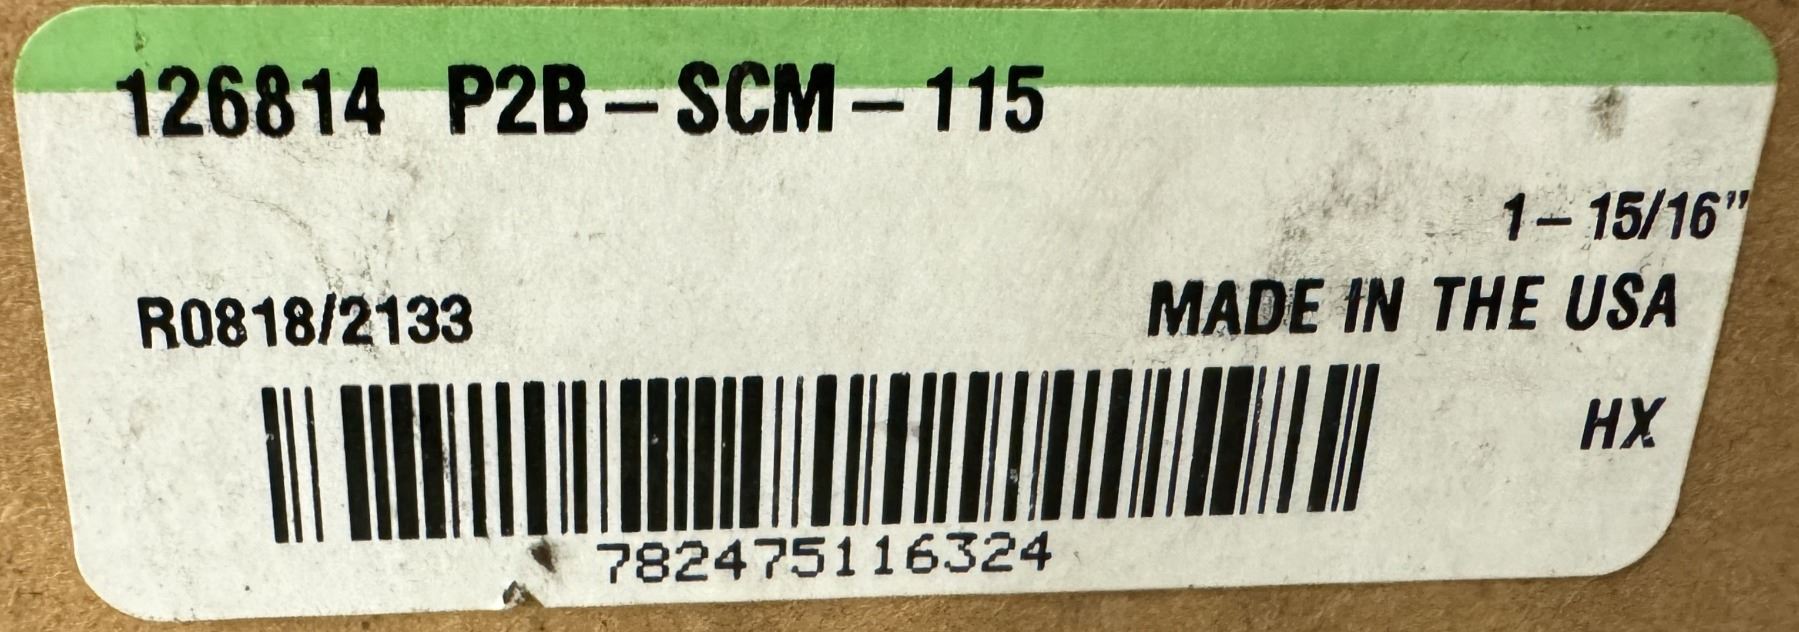 126814 P2B-SCM-115
1-15/16"
R0818/2133
MADE IN THE USA
HX
782475116324